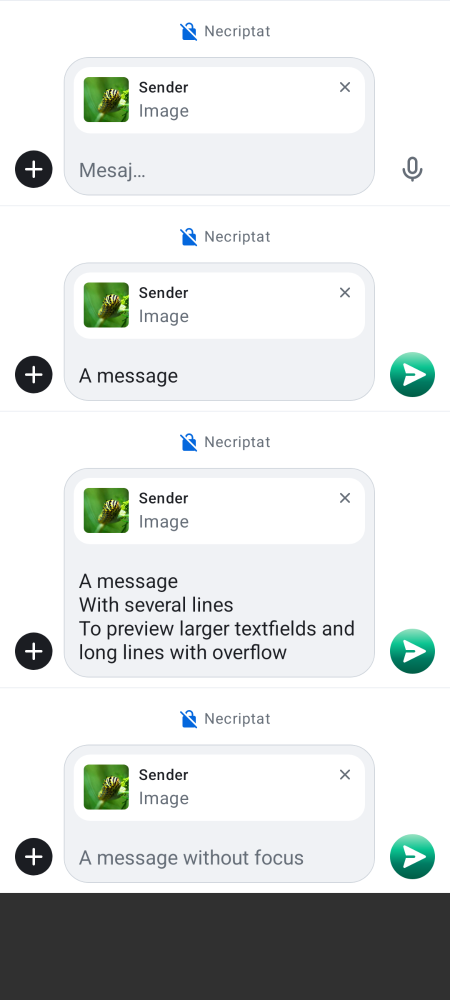 Necriptat
Sender
Image
Mesaj…
Necriptat
Sender
Image
A message
Necriptat
Sender
Image
A message
With several lines
To preview larger textfields and
long lines with overflow
Necriptat
Sender
Image
A message without focus